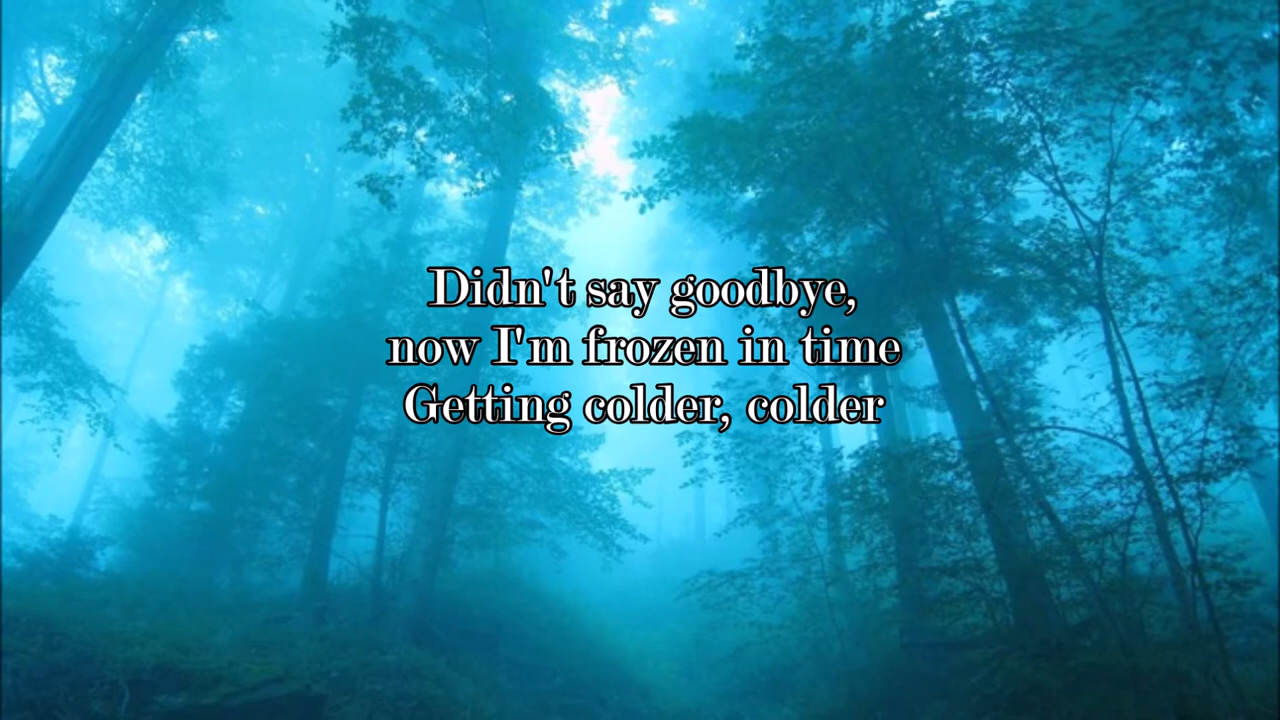 Didn't say goodbye,
now I'm frozen in time
Getting colder, colder